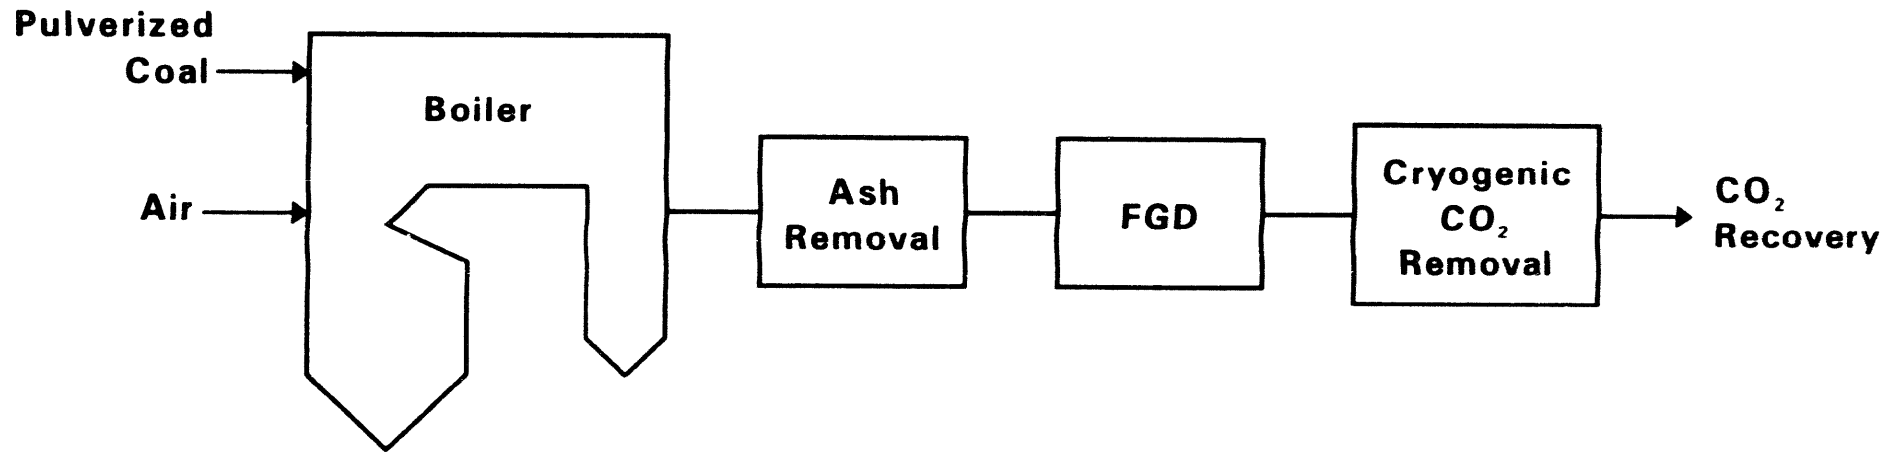 Pulverized
Coal
Air
Boiler
Ash
Removal
FGD
Cryogenic
CO₂
Removal
CO₂
Recovery